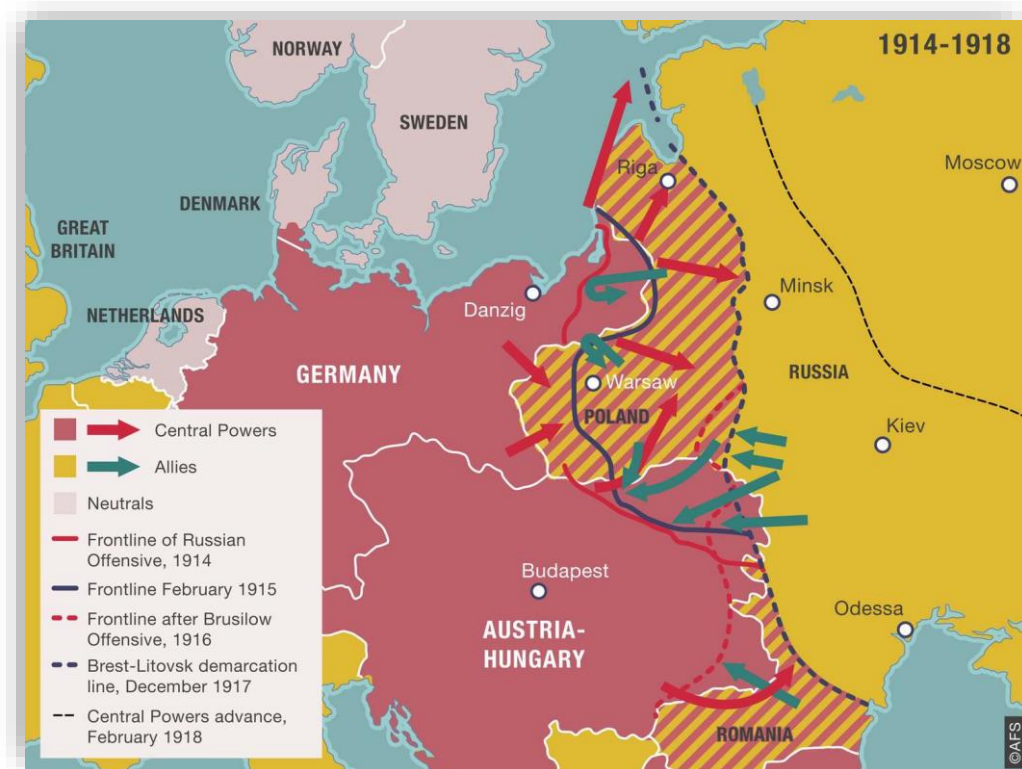 1914-1918
NORWAY
SWEDEN
Riga
Moscow
DENMARK
GREAT
BRITAIN
Minsk
Danzig
NETHERLANDS
RUSSIA
GERMANY
Warsaw
POLAND
Kiev
Central Powers
Allies
Neutrals
Frontline of Russian
Offensive, 1914
Frontline February 1915
Frontline after Brusilow
Offensive, 1916
Brest-Litovsk demarcation
line, December 1917
Central Powers advance,
February 1918
Budapest
Odessa
AUSTRIA-
HUNGARY
ROMANIA
©AFS